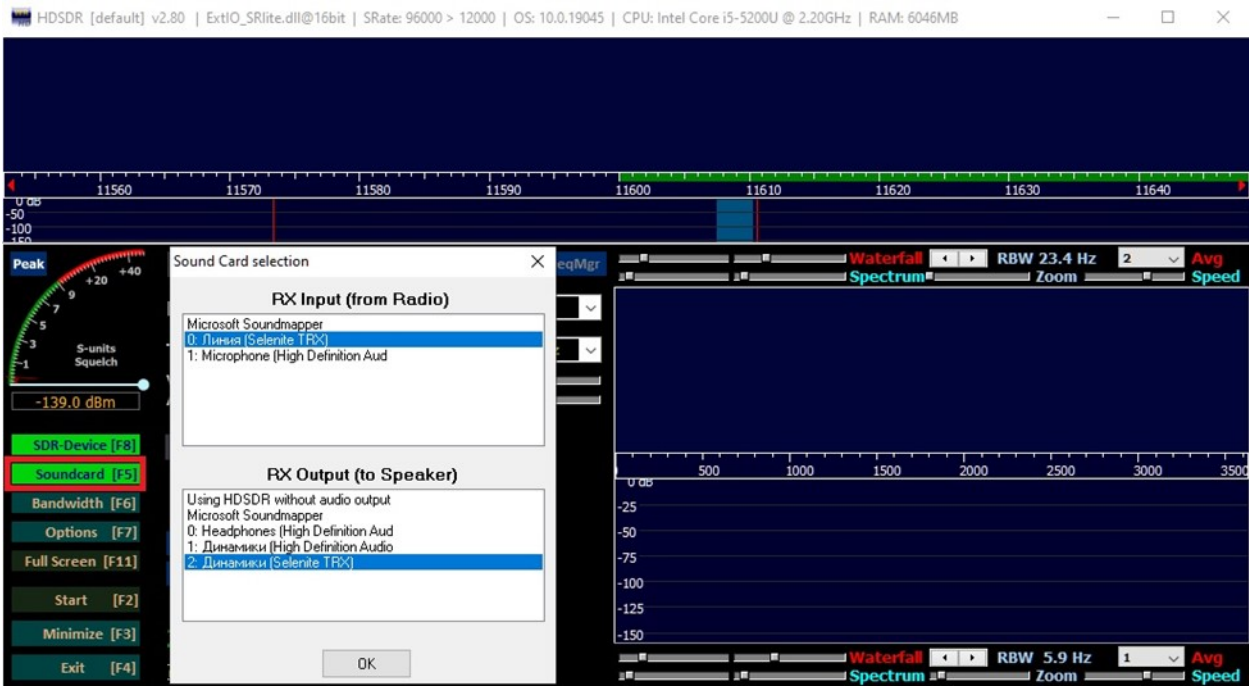 HDSDR [default] v2.80 | ExtIO_SRlite.dll@16bit | SRate: 96000 > 12000 | OS: 10.0.19045 | CPU: Intel Core i5-5200U @ 2.20GHz | RAM: 6046MB
11560 11570 11580 11590 11600 11610 11620 11630 11640
0 dB
-50
-100
-150
Peak
1 3 5 7 9 +20 +40
S-units
Squelch
-139.0 dBm
SDR-Device [F8]
Soundcard [F5]
Bandwidth [F6]
Options [F7]
Full Screen [F11]
Start [F2]
Minimize [F3]
Exit [F4]
Sound Card selection
RX Input (from Radio)
Microsoft Soundmapper
0: Линия (Selenite TRX)
1: Microphone (High Definition Aud
RX Output (to Speaker)
Using HDSDR without audio output
Microsoft Soundmapper
0: Headphones (High Definition Aud
1: Динамики (High Definition Audio
2: Динамики (Selenite TRX)
OK
eqMgr
Waterfall RBW 23.4 Hz 2 Avg
Spectrum Zoom Speed
500 1000 1500 2000 2500 3000 3500
0 dB
-25
-50
-75
-100
-125
-150
Waterfall RBW 5.9 Hz 1 Avg
Spectrum Zoom Speed